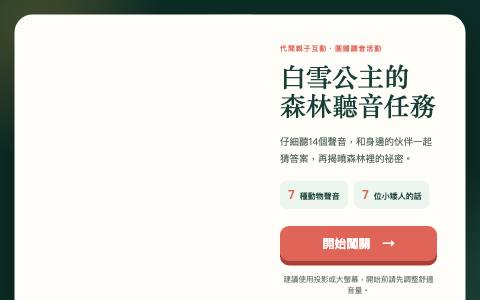 代間親子互動・團體聽音活動
白雪公主的
森林聽音任務
仔細聽14個聲音，和身邊的伙伴一起
猜答案，再揭曉森林裡的祕密。
7 種動物聲音
7 位小矮人的話
開始闖關 →
建議使用投影或大螢幕，開始前請先調整舒適
音量。